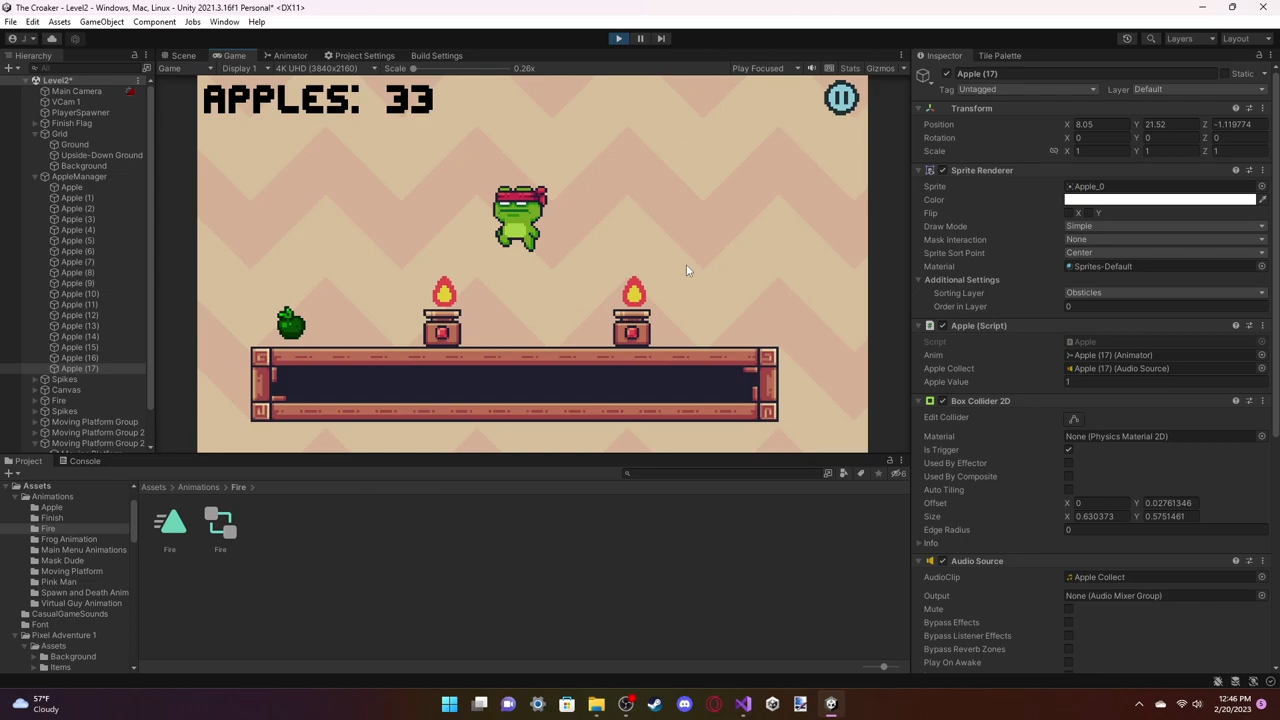 The Croaker - Level2 - Windows, Mac, Linux - Unity 2021.3.16f1 Personal* <DX11>
File Edit Assets GameObject Component Jobs Window Help
J
Layers Layout
Hierarchy
All
Level2*
Main Camera
VCam 1
PlayerSpawner
Finish Flag
Grid
Ground
Upside-Down Ground
Background
AppleManager
Apple
Apple (1)
Apple (2)
Apple (3)
Apple (4)
Apple (5)
Apple (6)
Apple (7)
Apple (8)
Apple (9)
Apple (10)
Apple (11)
Apple (12)
Apple (13)
Apple (14)
Apple (15)
Apple (16)
Apple (17)
Spikes
Canvas
Fire
Spikes
Moving Platform Group
Moving Platform Group 2
Moving Platform Group 2
Scene Game Animator Project Settings Build Settings
Game Display 1 4K UHD (3840x2160) Scale 0.26x Play Focused Stats Gizmos
APPLES: 33
Inspector Tile Palette
Apple (17) Static
Tag Untagged Layer Default
Transform
Position X 8.05 Y 21.52 Z -1.119774
Rotation X 0 Y 0 Z 0
Scale X 1 Y 1 Z 1
Sprite Renderer
Sprite Apple_0
Color
Flip X Y
Draw Mode Simple
Mask Interaction None
Sprite Sort Point Center
Material Sprites-Default
Additional Settings
Sorting Layer Obstacles
Order in Layer 0
Apple (Script)
Script Apple
Anim Apple (17) (Animator)
Apple Collect Apple (17) (Audio Source)
Apple Value 1
Box Collider 2D
Edit Collider
Material None (Physics Material 2D)
Is Trigger
Used By Effector
Used By Composite
Auto Tiling
Offset X 0 Y 0.02761346
Size X 0.630373 Y 0.5751461
Edge Radius 0
Info
Audio Source
AudioClip Apple Collect
Output None (Audio Mixer Group)
Mute
Bypass Effects
Bypass Listener Effects
Bypass Reverb Zones
Play On Awake
Project Console
6
Assets
Animations
Apple
Finish
Fire
Frog Animation
Main Menu Animations
Mask Dude
Moving Platform
Pink Man
Spawn and Death Anim
Virtual Guy Animation
CasualGameSounds
Font
Pixel Adventure 1
Assets
Background
Items
Assets > Animations > Fire >
Fire Fire
57°F
Cloudy
12:46 PM
2/20/2023